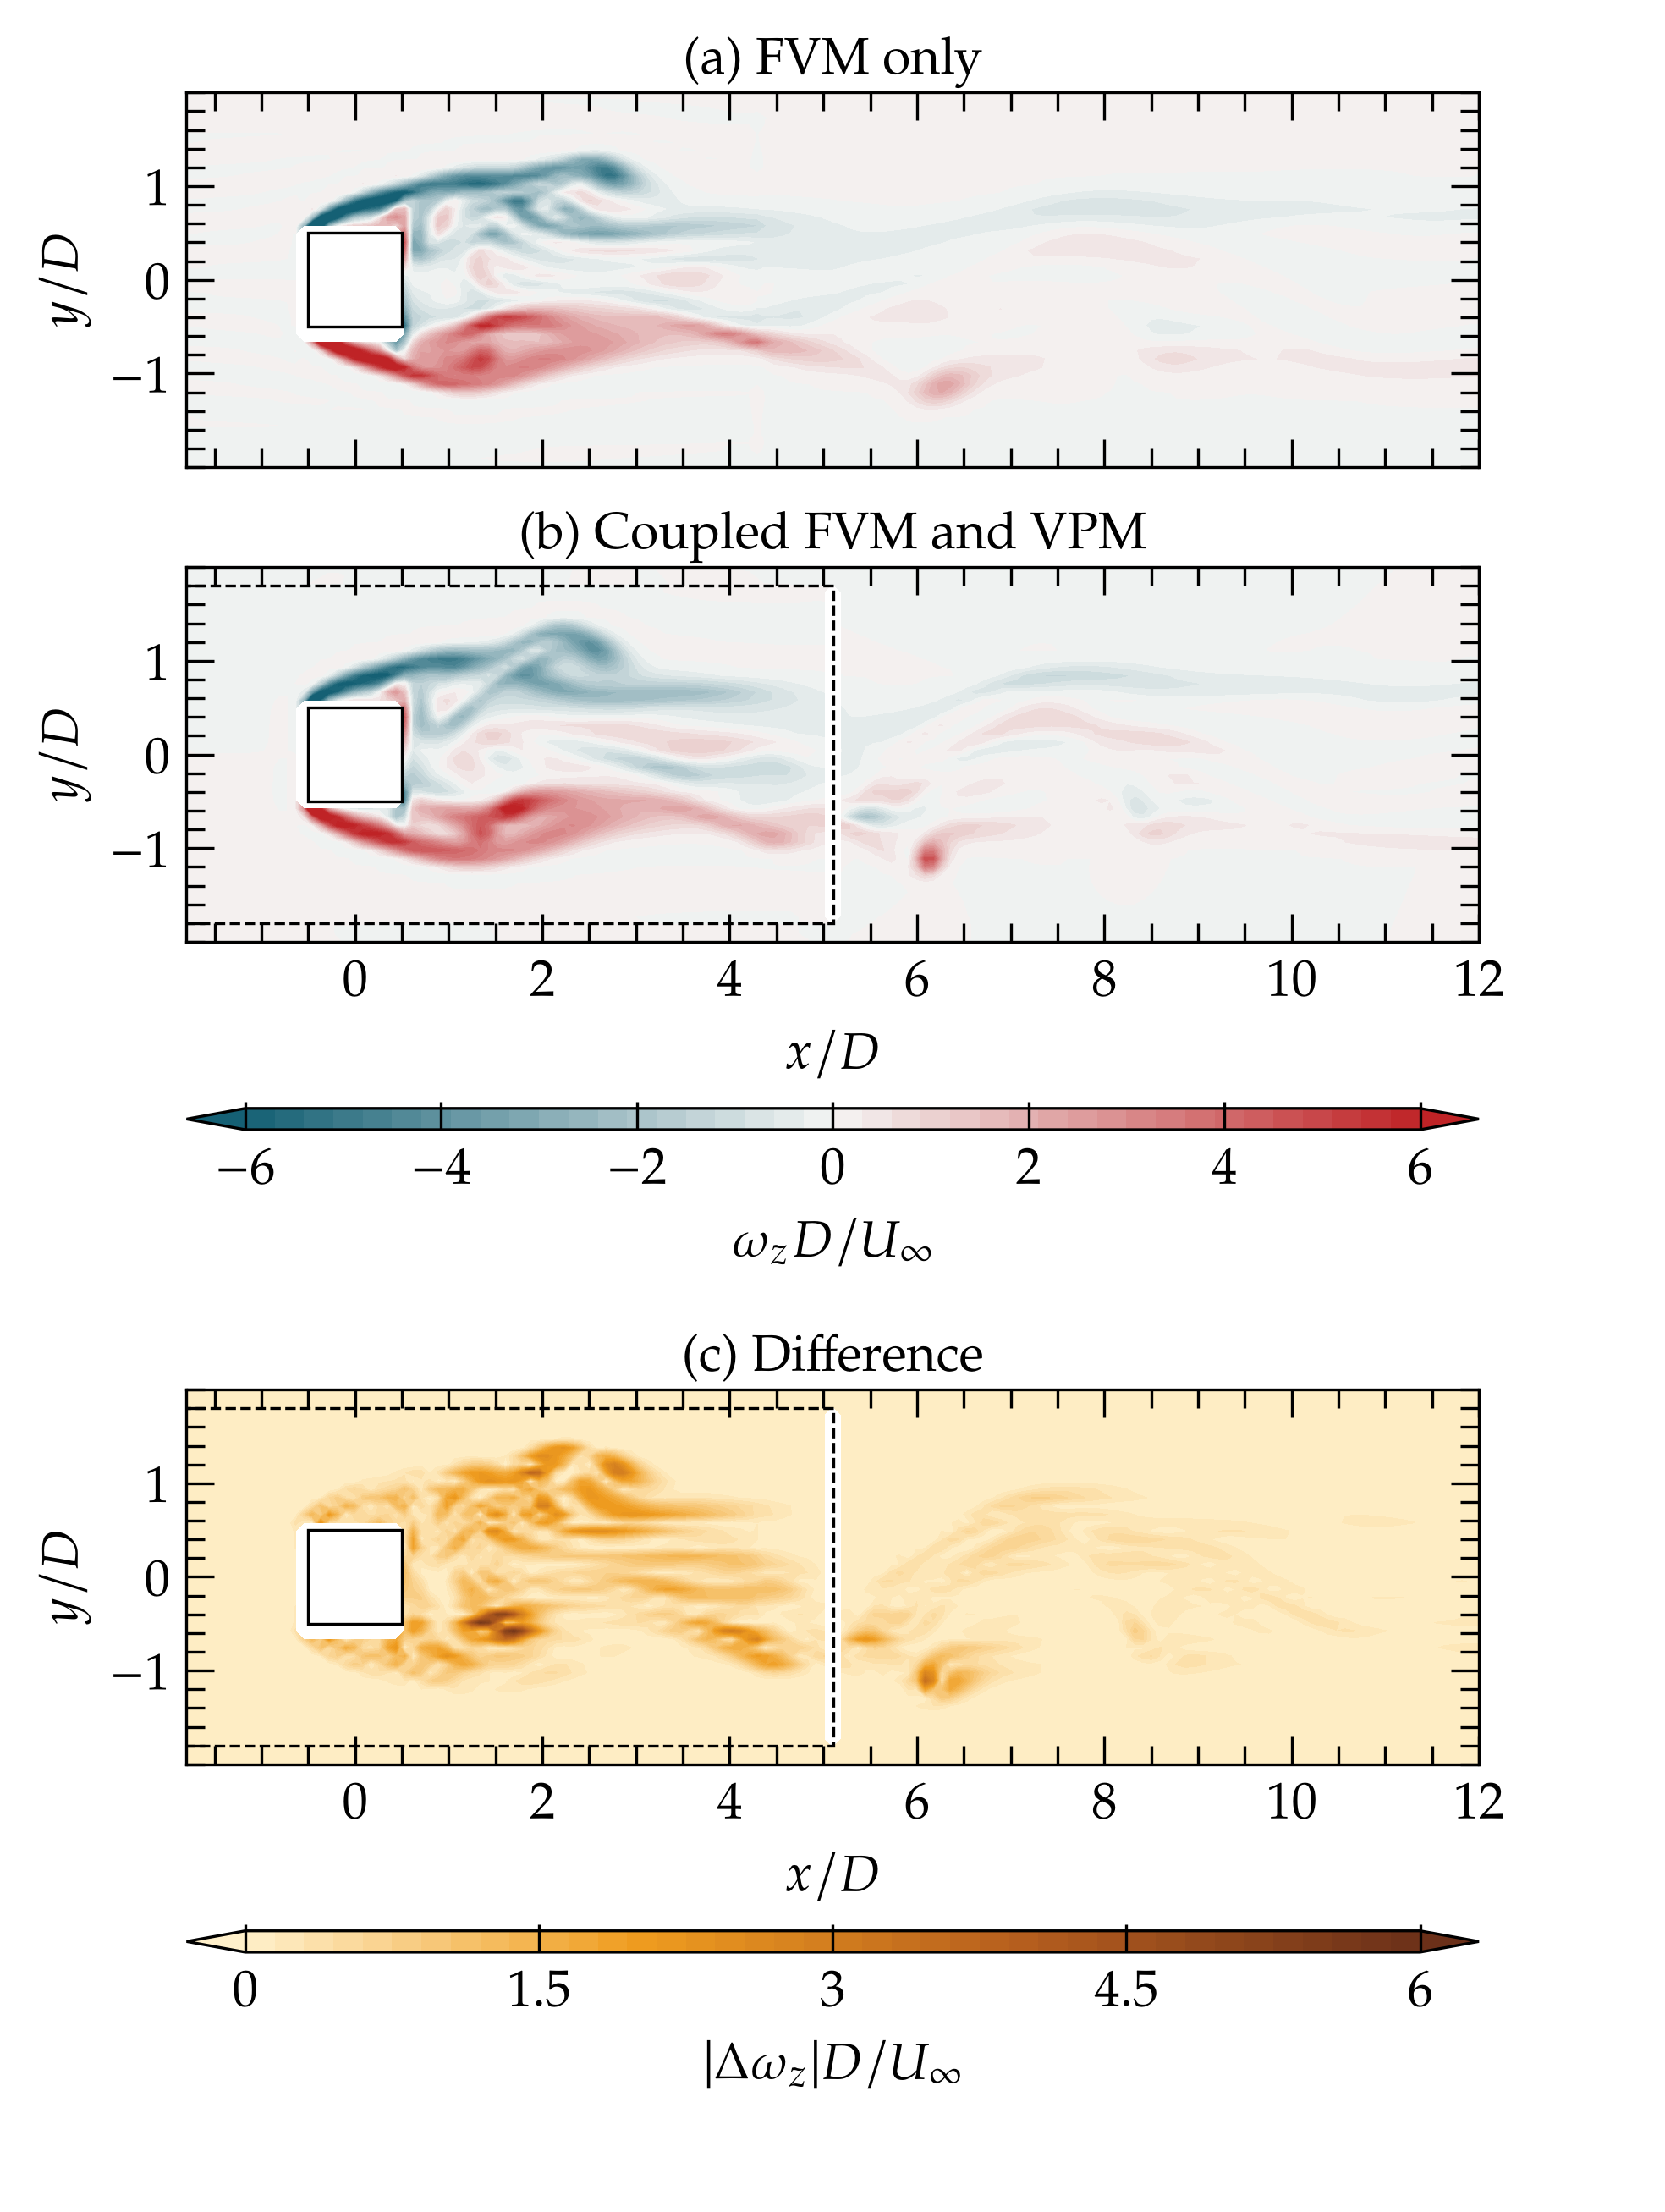 (a) FVM only
1
0
−1
y/D
(b) Coupled FVM and VPM
1
0
−1
y/D
0 2 4 6 8 10 12
x/D
−6 −4 −2 0 2 4 6
ω_z D/U_∞
(c) Difference
1
0
−1
y/D
0 2 4 6 8 10 12
x/D
0 1.5 3 4.5 6
|Δω_z|D/U_∞